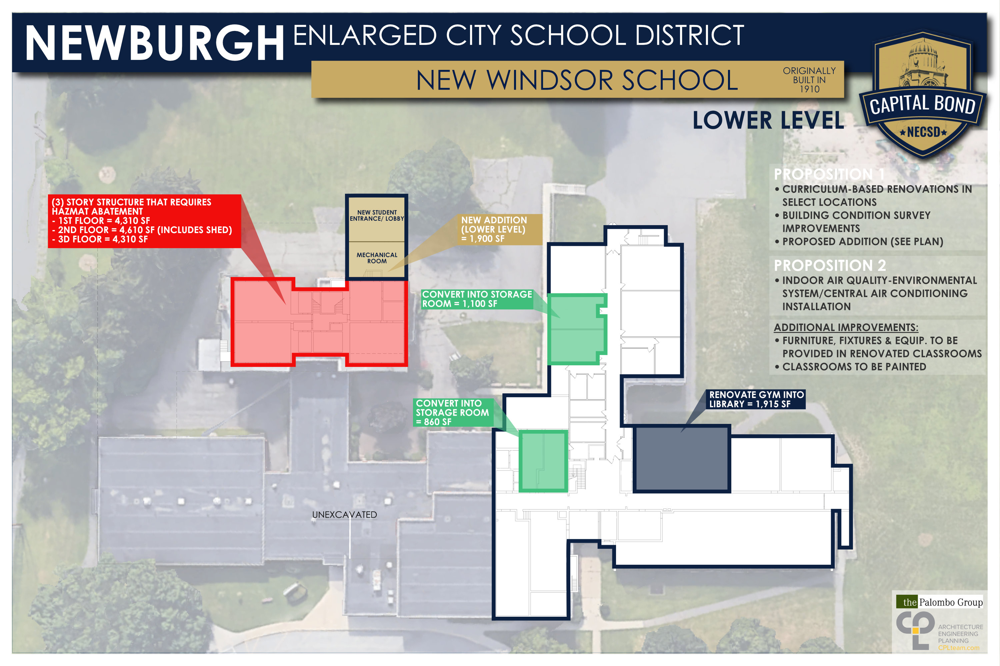 NEWBURGH ENLARGED CITY SCHOOL DISTRICT
NEW WINDSOR SCHOOL
ORIGINALLY
BUILT IN
1910
CAPITAL BOND
★NECSD★
LOWER LEVEL
PROPOSITION 1
• CURRICULUM-BASED RENOVATIONS IN
SELECT LOCATIONS
• BUILDING CONDITION SURVEY
IMPROVEMENTS
• PROPOSED ADDITION (SEE PLAN)
PROPOSITION 2
• INDOOR AIR QUALITY-ENVIRONMENTAL
SYSTEM/CENTRAL AIR CONDITIONING
INSTALLATION
ADDITIONAL IMPROVEMENTS:
• FURNITURE, FIXTURES & EQUIP. TO BE
PROVIDED IN RENOVATED CLASSROOMS
• CLASSROOMS TO BE PAINTED
(3) STORY STRUCTURE THAT REQUIRES
HAZMAT ABATEMENT
- 1ST FLOOR = 4,310 SF
- 2ND FLOOR = 4,610 SF (INCLUDES SHED)
- 3D FLOOR = 4,310 SF
NEW STUDENT
ENTRANCE/ LOBBY
MECHANICAL
ROOM
NEW ADDITION
(LOWER LEVEL)
= 1,900 SF
CONVERT INTO STORAGE
ROOM = 1,100 SF
CONVERT INTO
STORAGE ROOM
= 860 SF
RENOVATE GYM INTO
LIBRARY = 1,915 SF
UNEXCAVATED
the Palombo Group
CPL
ARCHITECTURE
ENGINEERING
PLANNING
CPLteam.com